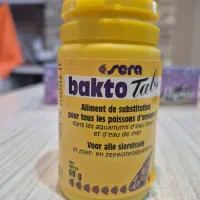 sera
bakto Tabs
Aliment de substitution
pour tous les poissons d'ornement
dans les aquariums d'eau douce
et d'eau de mer
Voor alle siervissen
in zoet- en zeewateraquaria
60 g